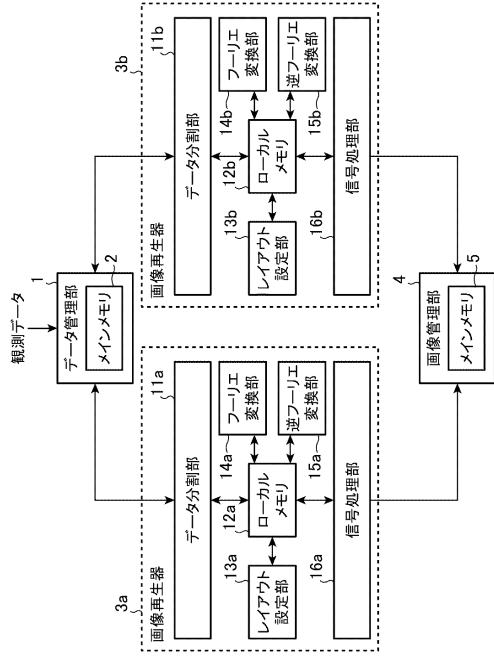 観測データ
1
データ管理部
2
メインメモリ
3a
画像再生器
11a
データ分割部
12a
ローカル
メモリ
13a
レイアウト
設定部
14a
フーリエ
変換部
15a
逆フーリエ
変換部
16a
信号処理部
3b
画像再生器
11b
データ分割部
12b
ローカル
メモリ
13b
レイアウト
設定部
14b
フーリエ
変換部
15b
逆フーリエ
変換部
16b
信号処理部
4
画像管理部
5
メインメモリ